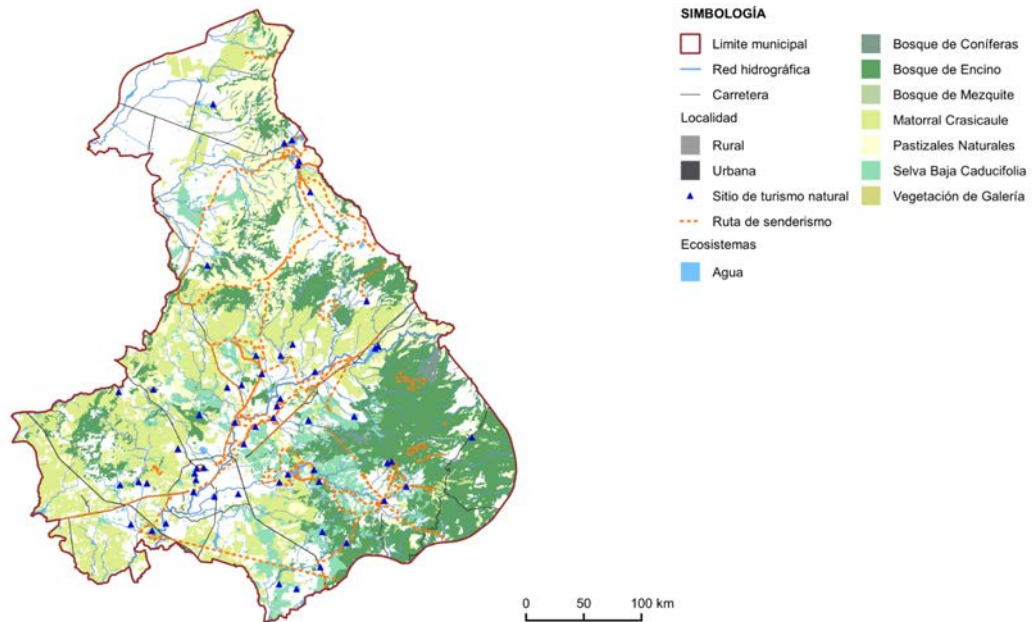 SIMBOLOGÍA
Limite municipal
Red hidrográfica
Carretera
Localidad
Rural
Urbana
Sitio de turismo natural
Ruta de senderismo
Ecosistemas
Agua
Bosque de Coníferas
Bosque de Encino
Bosque de Mezquite
Matorral Crasicaule
Pastizales Naturales
Selva Baja Caducifolia
Vegetación de Galería
0 50 100 km